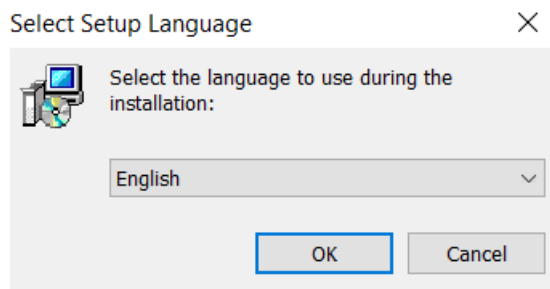 Select Setup Language
Select the language to use during the
installation:
English
OK
Cancel